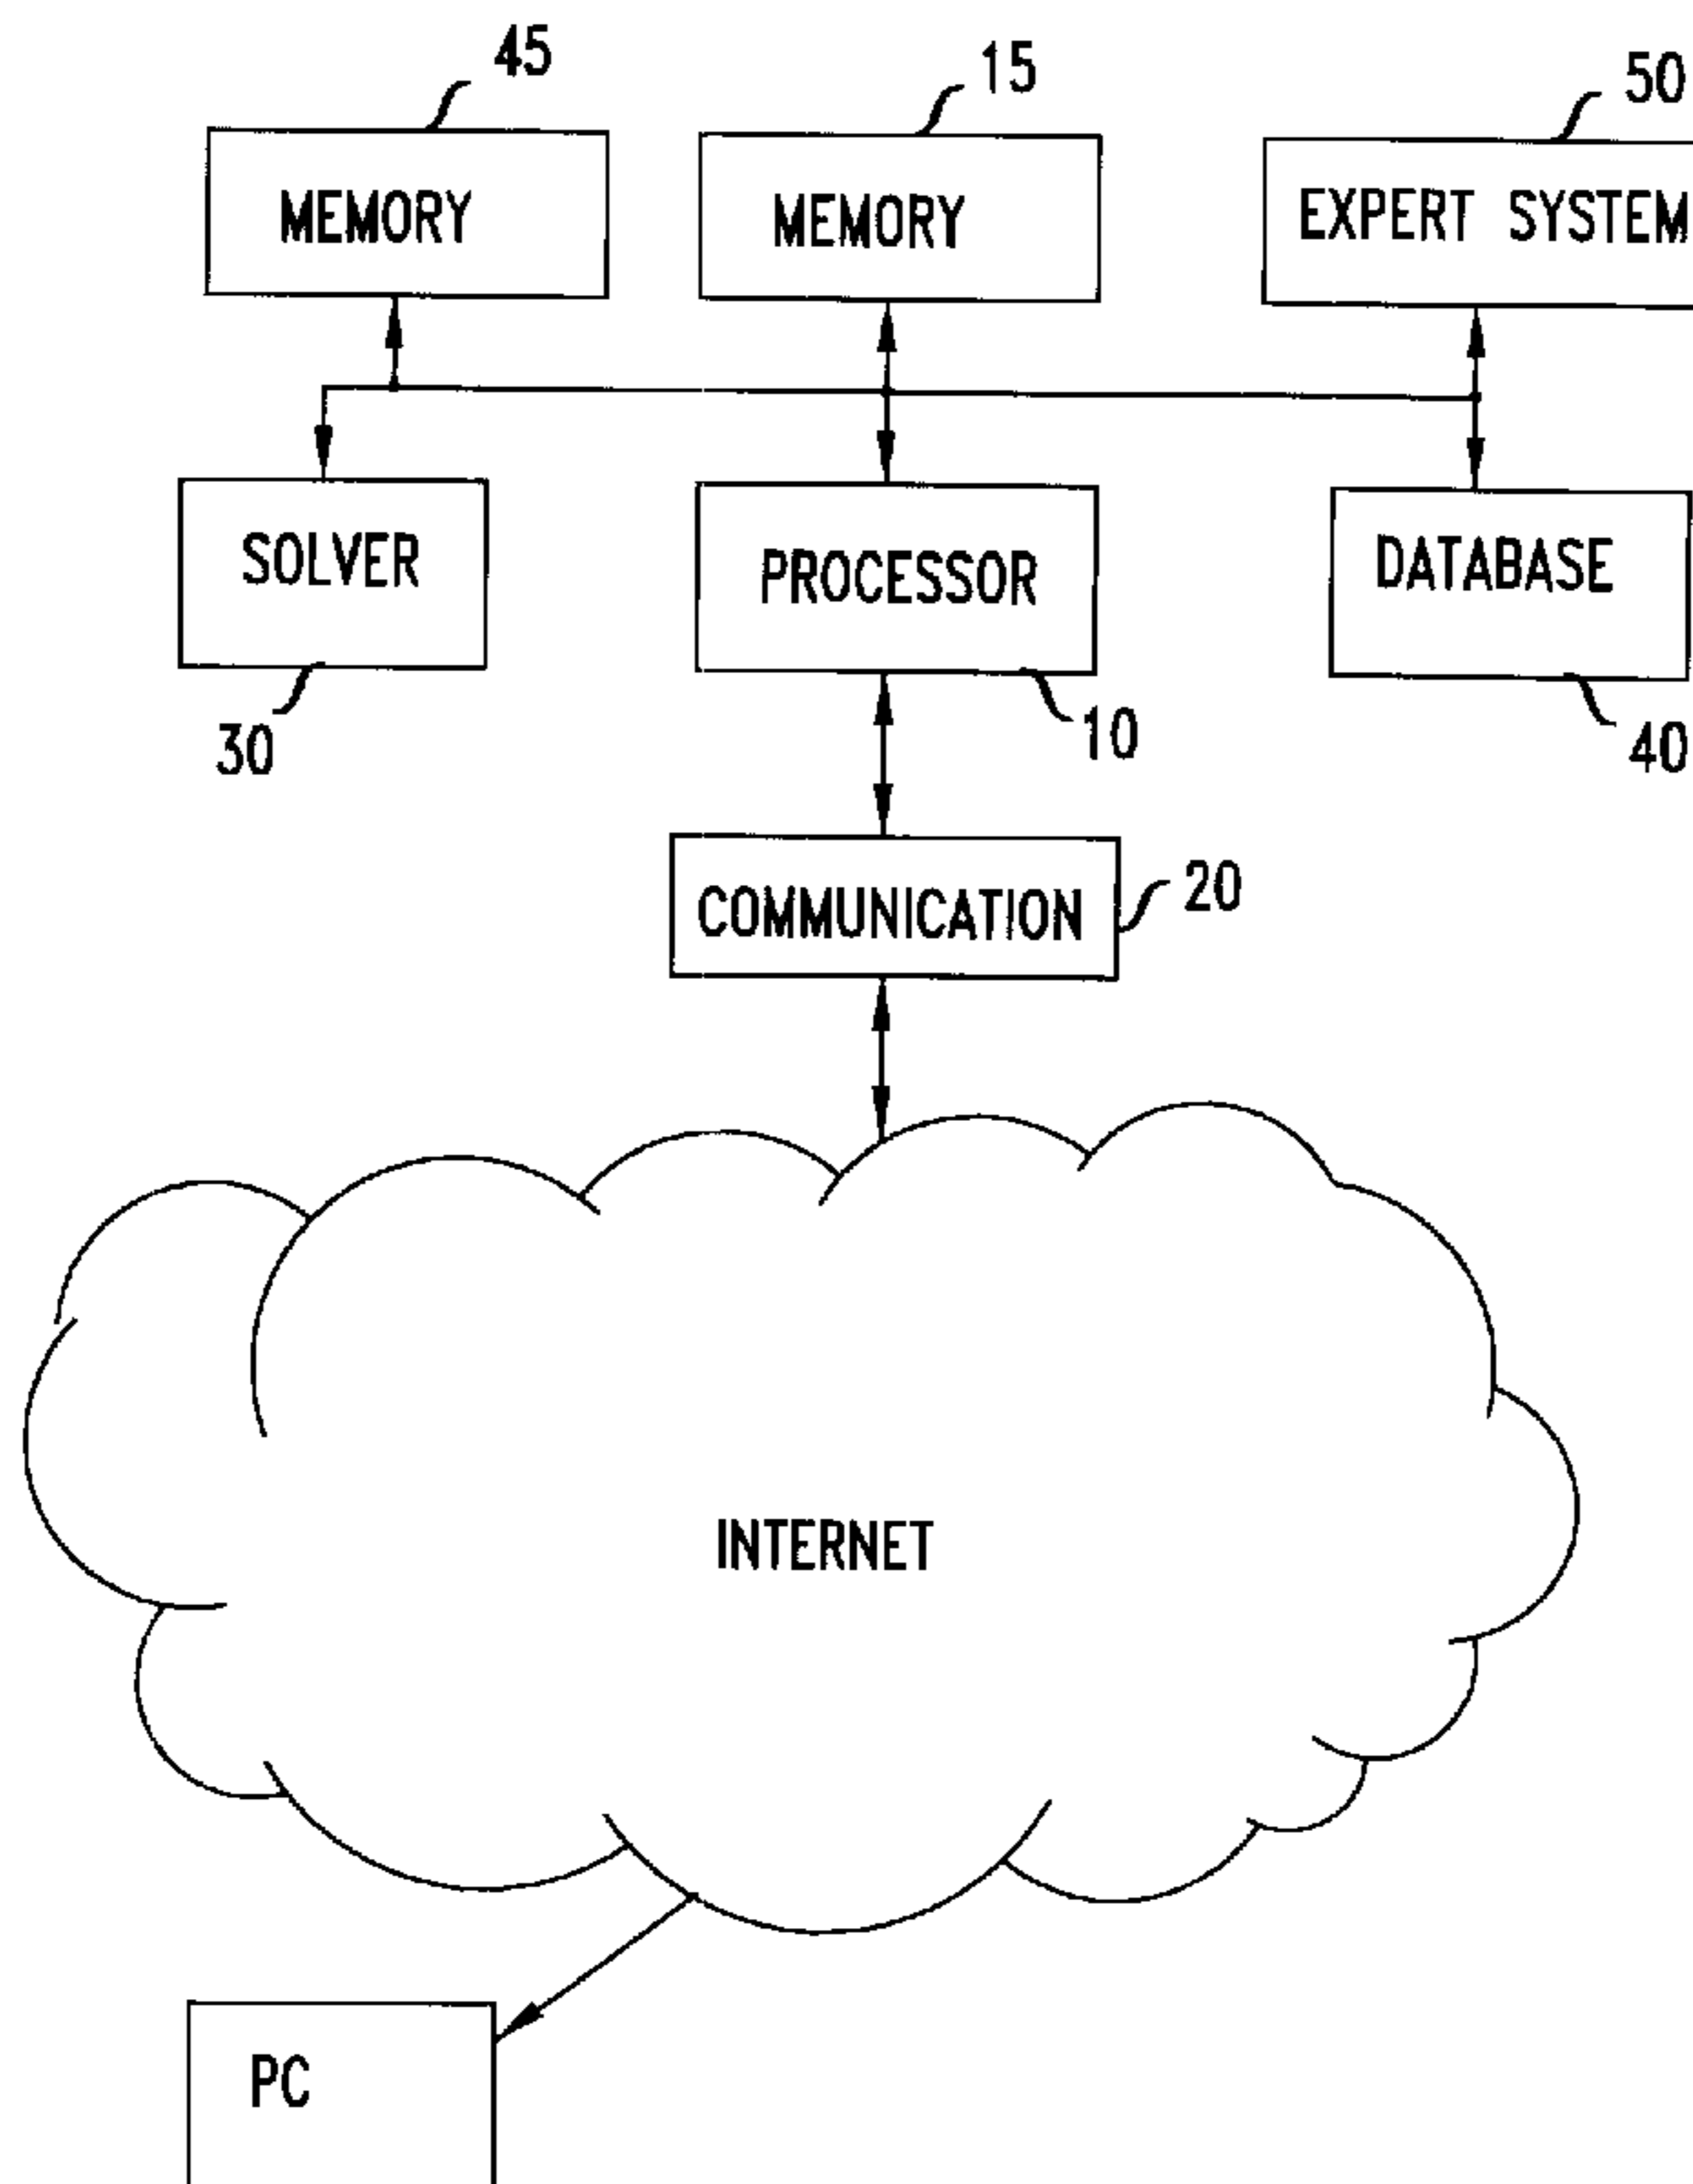 45
15
50
MEMORY
MEMORY
EXPERT SYSTEM
SOLVER
PROCESSOR
DATABASE
30
10
40
COMMUNICATION
20
INTERNET
PC